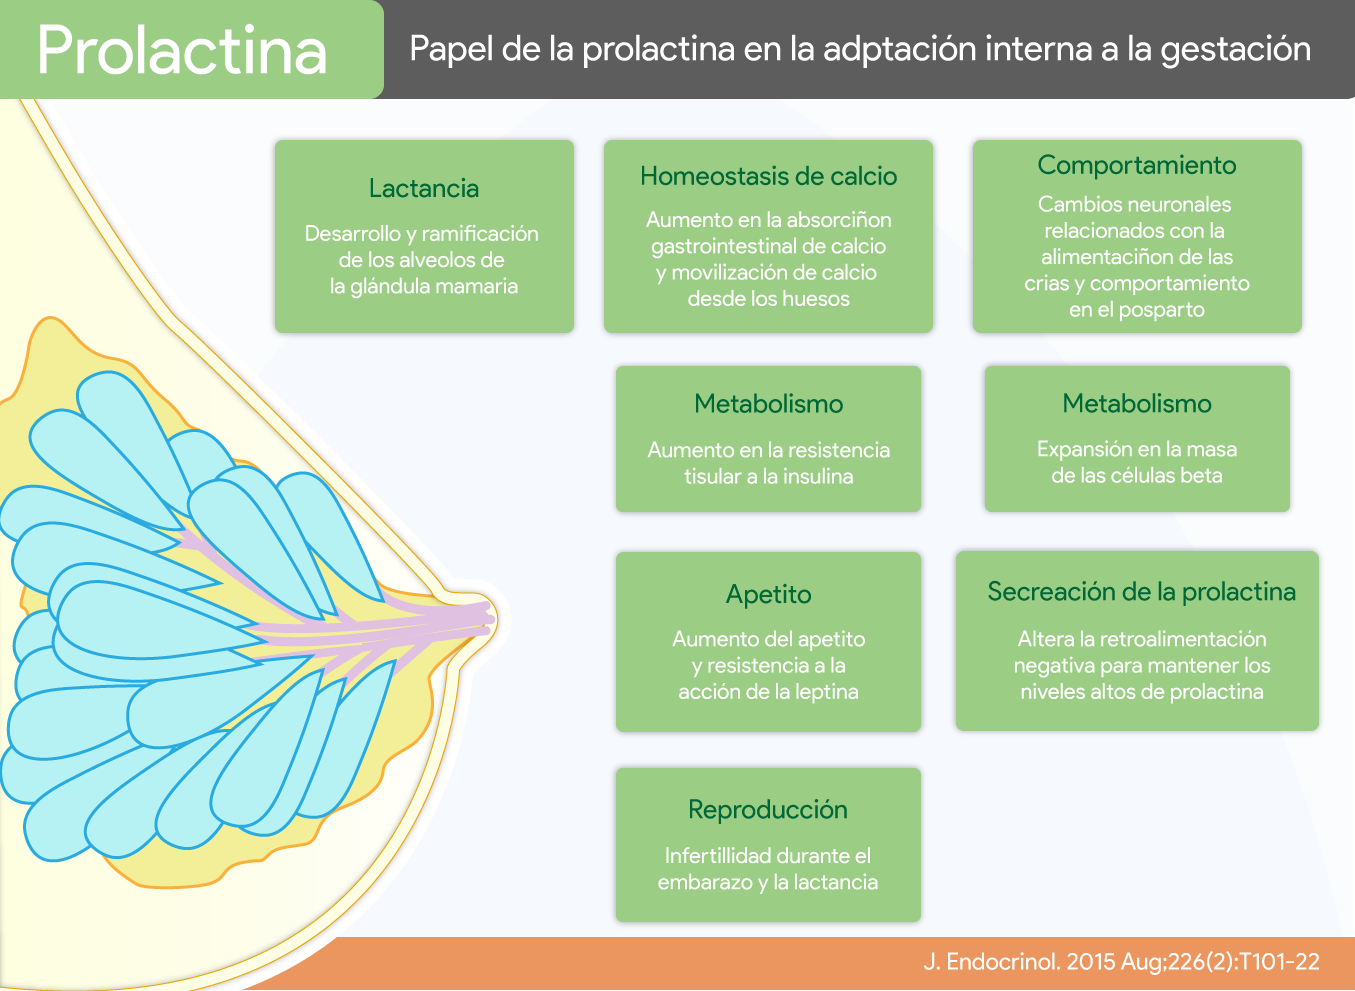 Prolactina
Papel de la prolactina en la adptación interna a la gestación
Lactancia
Desarrollo y ramificación
de los alveolos de
la glándula mamaria
Homeostasis de calcio
Aumento en la absorciñon
gastrointestinal de calcio
y movilización de calcio
desde los huesos
Comportamiento
Cambios neuronales
relacionados con la
alimentaciñon de las
crias y comportamiento
en el posparto
Metabolismo
Aumento en la resistencia
tisular a la insulina
Metabolismo
Expansión en la masa
de las células beta
Apetito
Aumento del apetito
y resistencia a la
acción de la leptina
Secreación de la prolactina
Altera la retroalimentación
negativa para mantener los
niveles altos de prolactina
Reproducción
Infertillidad durante el
embarazo y la lactancia
J. Endocrinol. 2015 Aug;226(2):T101-22